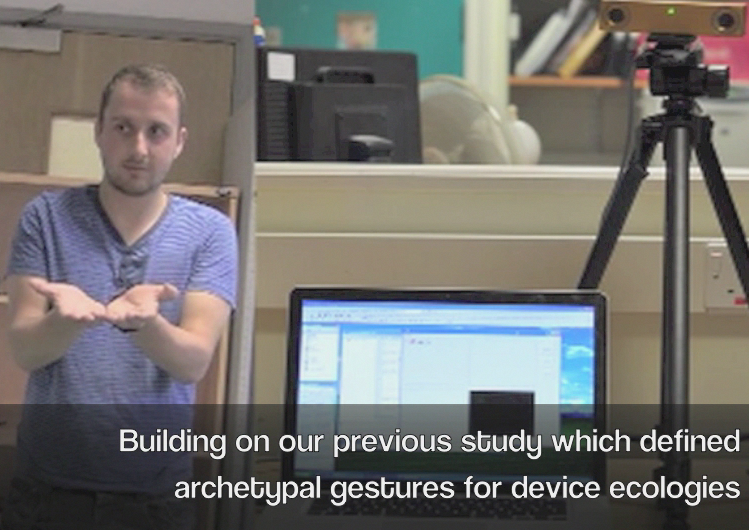 Building on our previous study which defined
archetypal gestures for device ecologies